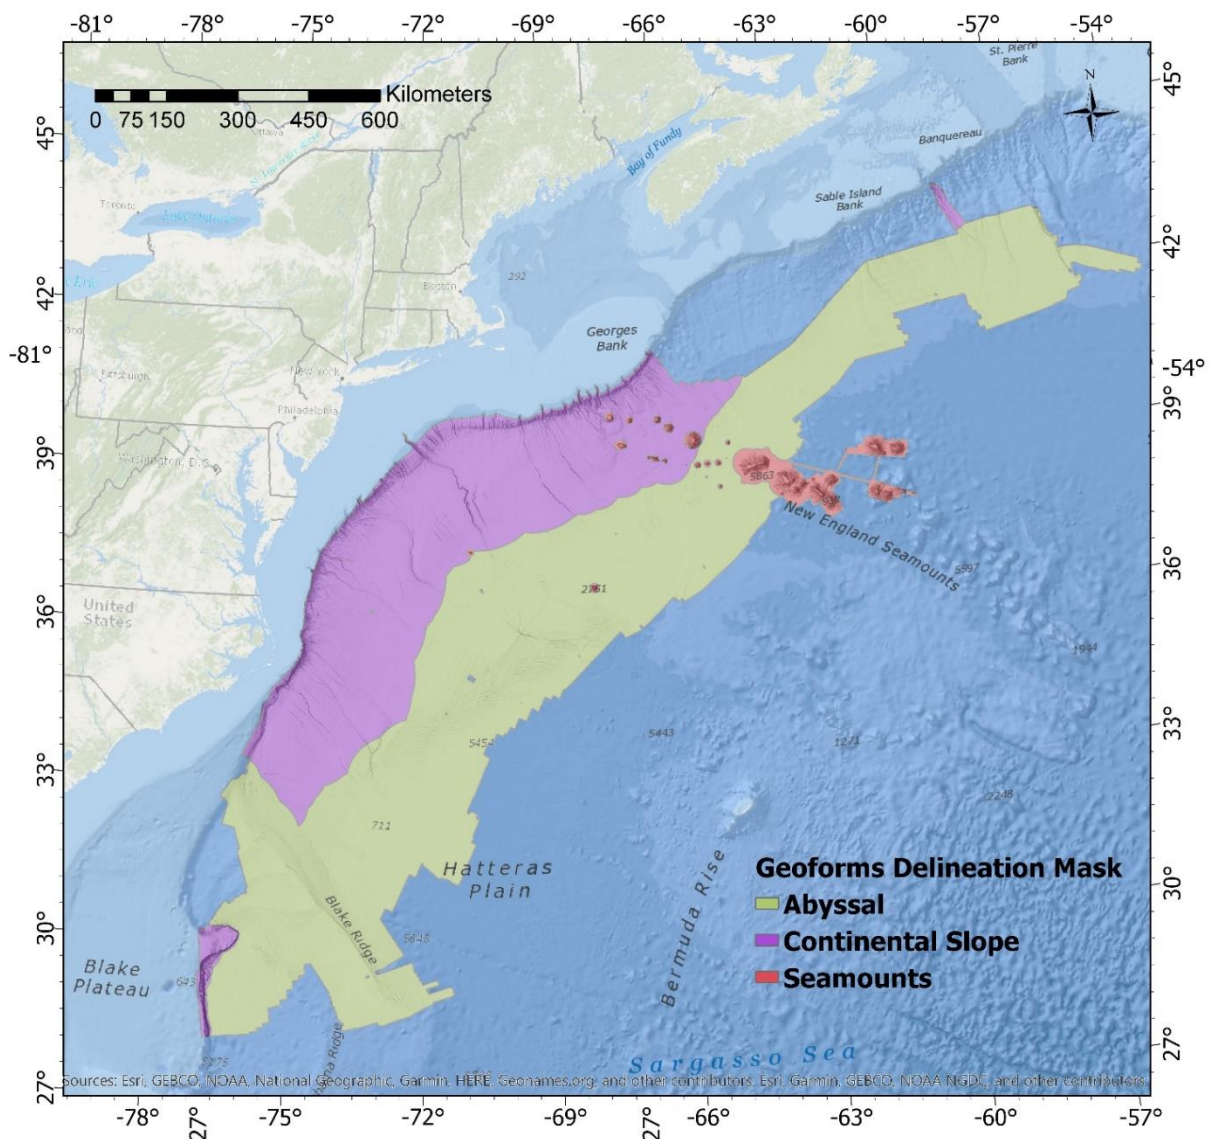 -81° -78° -75° -72° -69° -66° -63° -60° -57° -54°
St. Pierre
Bank
N
45°
Kilometers
0 75 150 300 450 600
45°
Ottawa
Bay of Fundy
Banquereau
Sable Island
Bank
Toronto
42°
292
Boston
42°
Georges
Bank
-81°
-54°
New York
Pittsburgh
39°
Philadelphia
39°
Washington, D.C.
5863
New England Seamounts
36°
5597
2761
36°
United
States
1944
5454
5443
1271
33°
33°
2248
711
Hatteras
Plain
Geoforms Delineation Mask
Abyssal
Continental Slope
Seamounts
30°
Bermuda Rise
Blake Ridge
30°
5648
Blake
Plateau
643
27°
Sargasso Sea
27°
Sources: Esri, GEBCO, NOAA, National Geographic, Garmin, HERE, Geonames.org, and other contributors, Esri, Garmin, GEBCO, NOAA NGDC, and other contributors
-78° 27° -75° -72° -69° 27° -66° -63° -60° -57°